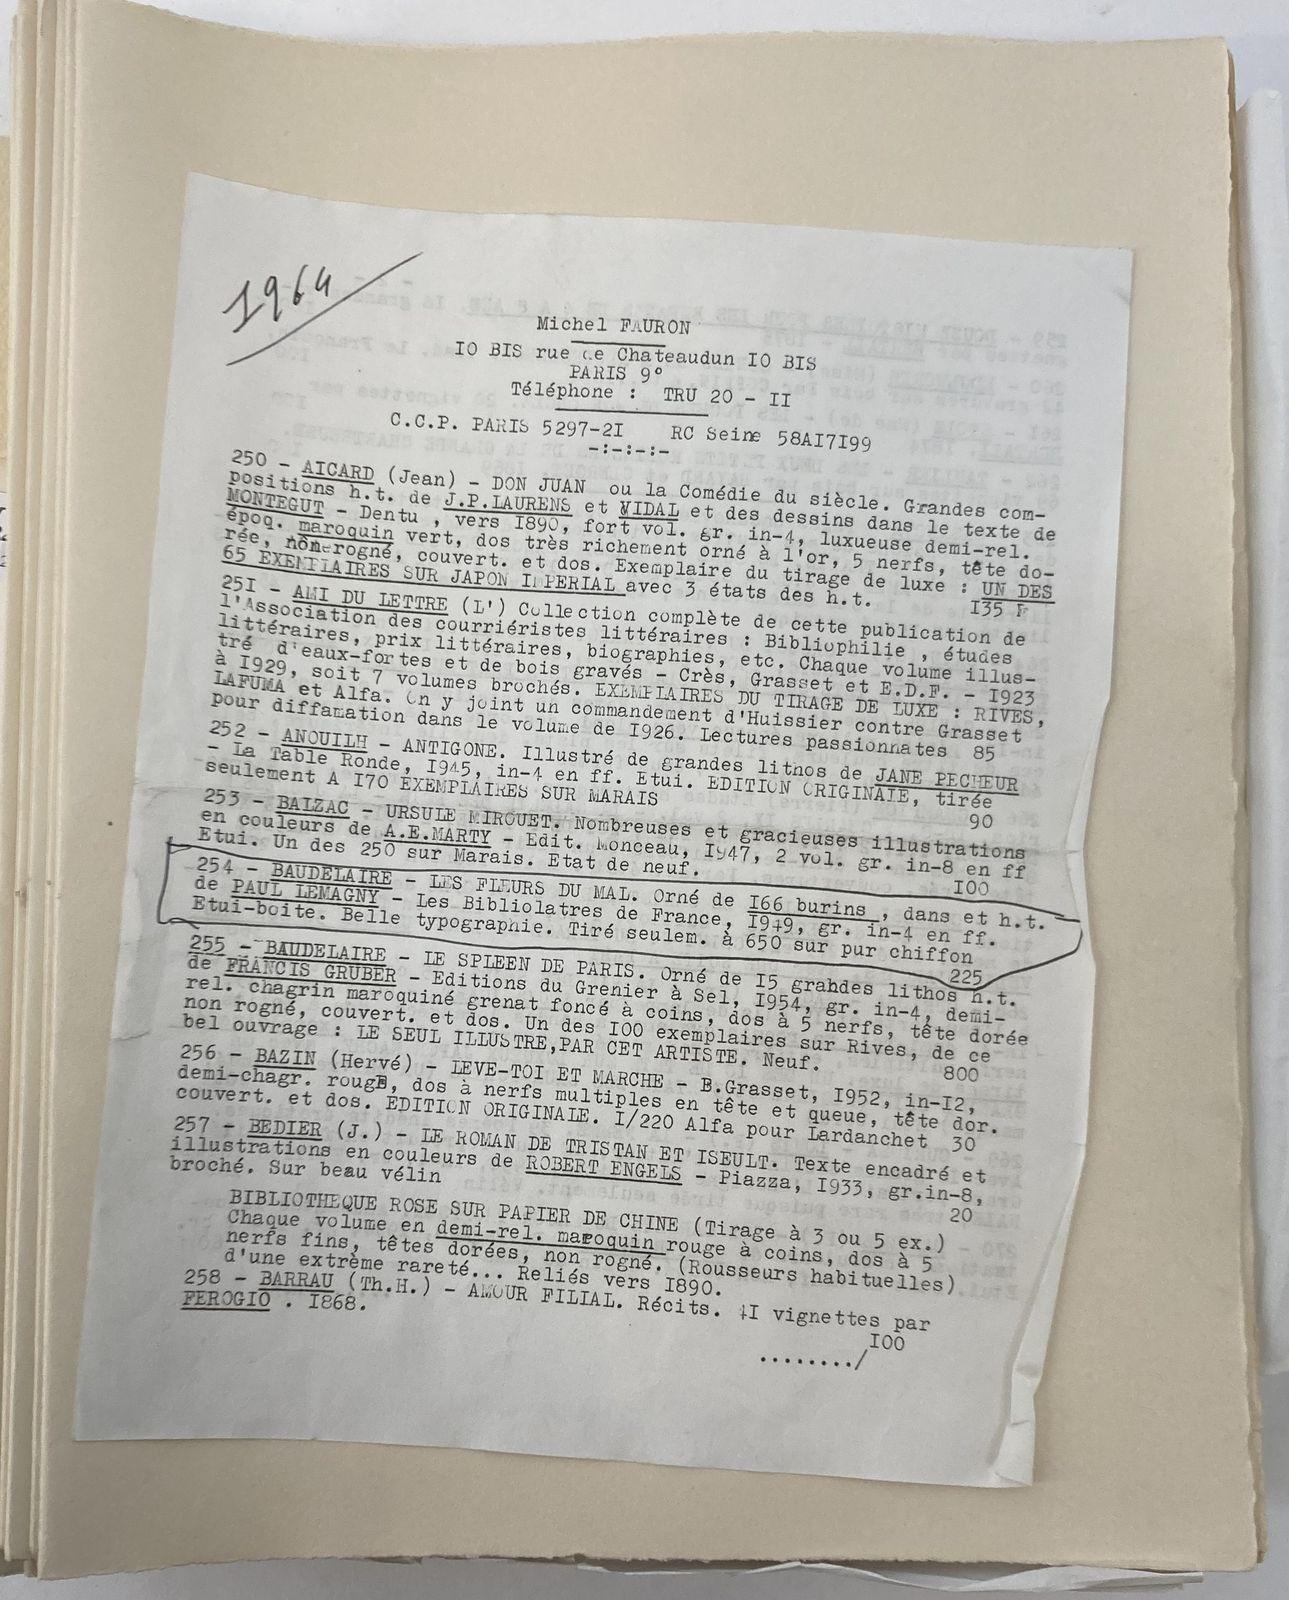 1964
Michel FAURON
IO BIS rue de Chateaudun IO BIS
PARIS 9°
Téléphone : TRU 20 - II
C.C.P. PARIS 5297-2I RC Seine 58AI7I99
-:-:-:-
250 - AICARD (Jean) - DON JUAN ou la Comédie du siècle. Grandes com-
positions h.t. de J.P.LAURENS et VIDAL et des dessins dans le texte de
MONTEGUT - Dentu , vers I890, fort vol. gr. in-4, luxueuse demi-rel.
époq. maroquin vert, dos très richement orné à l'or, 5 nerfs, tête do-
rée, non rogné, couvert. et dos. Exemplaire du tirage de luxe : UN DES
65 EXEMPLAIRES SUR JAPON IMPERIAL avec 3 états des h.t. I35 F
25I - AMI DU LETTRE (L') Collection complète de cette publication de
l'Association des courriéristes littéraires : Bibliophilie , études
littéraires, prix littéraires, biographies, etc. Chaque volume illus-
tré d'eaux-fortes et de bois gravés - Crès, Grasset et E.D.F. - I923
à I929, soit 7 volumes brochés. EXEMPLAIRES DU TIRAGE DE LUXE : RIVES,
LAFUMA et Alfa. On y joint un commandement d'Huissier contre Grasset
pour diffamation dans le volume de I926. Lectures passionnates 85
252 - ANOUILH - ANTIGONE. Illustré de grandes lithos de JANE PECHEUR
- La Table Ronde, I945, in-4 en ff. Etui. EDITION ORIGINALE, tirée
seulement A I70 EXEMPLAIRES SUR MARAIS 90
253 - BALZAC - URSULE MIROUET. Nombreuses et gracieuses illustrations
en couleurs de A.E.MARTY - Edit. Monceau, I947, 2 vol. gr. in-8 en ff
Etui. Un des 250 sur Marais. Etat de neuf. I00
254 - BAUDELAIRE - LES FLEURS DU MAL. Orné de I66 burins , dans et h.t.
de PAUL LEMAGNY - Les Bibliolatres de France, I949, gr. in-4 en ff.
Etui-boite. Belle typographie. Tiré seulem. à 650 sur pur chiffon
225
255 - BAUDELAIRE - LE SPLEEN DE PARIS. Orné de I5 grandes lithos h.t.
de FRANCIS GRUBER - Editions du Grenier à Sel, I954, gr. in-4, demi-
rel. chagrin maroquiné grenat foncé à coins, dos à 5 nerfs, tête dorée
non rogné, couvert. et dos. Un des I00 exemplaires sur Rives, de ce
bel ouvrage : LE SEUL ILLUSTRE,PAR CET ARTISTE. Neuf. 800
256 - BAZIN (Hervé) - LEVE-TOI ET MARCHE - B.Grasset, I952, in-I2,
demi-chagr. rouge, dos à nerfs multiples en tête et queue, tête dor.
couvert. et dos. EDITION ORIGINALE. I/220 Alfa pour Lardanchet 30
257 - BEDIER (J.) - LE ROMAN DE TRISTAN ET ISEULT. Texte encadré et
illustrations en couleurs de ROBERT ENGELS - Piazza, I933, gr.in-8,
broché. Sur beau vélin 20
BIBLIOTHEQUE ROSE SUR PAPIER DE CHINE (Tirage à 3 ou 5 ex.)
Chaque volume en demi-rel. maroquin rouge à coins, dos à 5
nerfs fins, têtes dorées, non rogné. (Rousseurs habituelles)
d'une extrême rareté... Reliés vers I890.
258 - BARRAU (Th.H.) - AMOUR FILIAL. Récits. 4I vignettes par
FEROGIO . I868. I00
......../